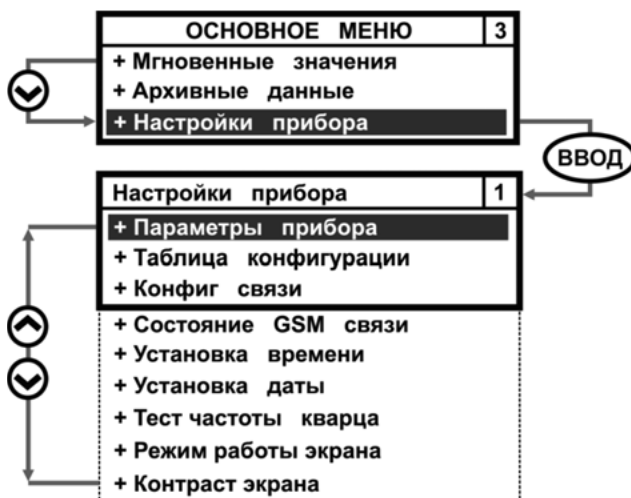 ОСНОВНОЕ МЕНЮ 3
+ Мгновенные значения
+ Архивные данные
+ Настройки прибора
ВВОД
Настройки прибора 1
+ Параметры прибора
+ Таблица конфигурации
+ Конфиг связи
+ Состояние GSM связи
+ Установка времени
+ Установка даты
+ Тест частоты кварца
+ Режим работы экрана
+ Контраст экрана